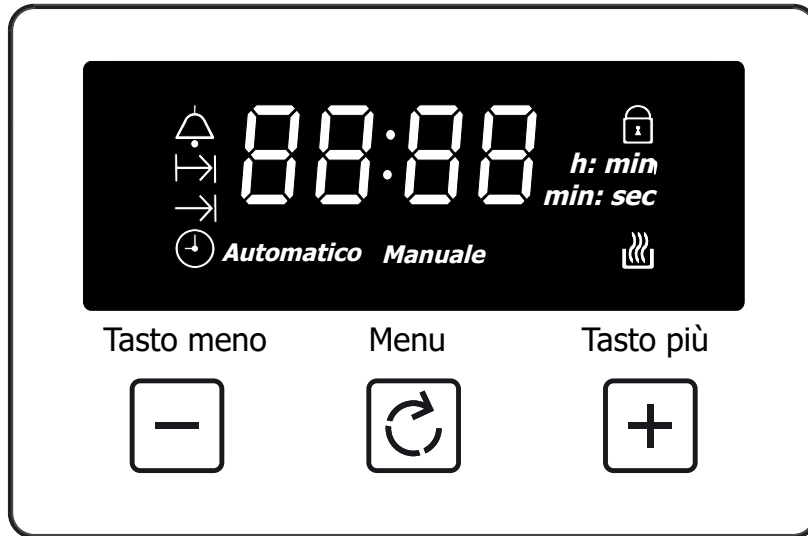 88:88
h: min
min: sec
Automatico Manuale
Tasto meno Menu Tasto più